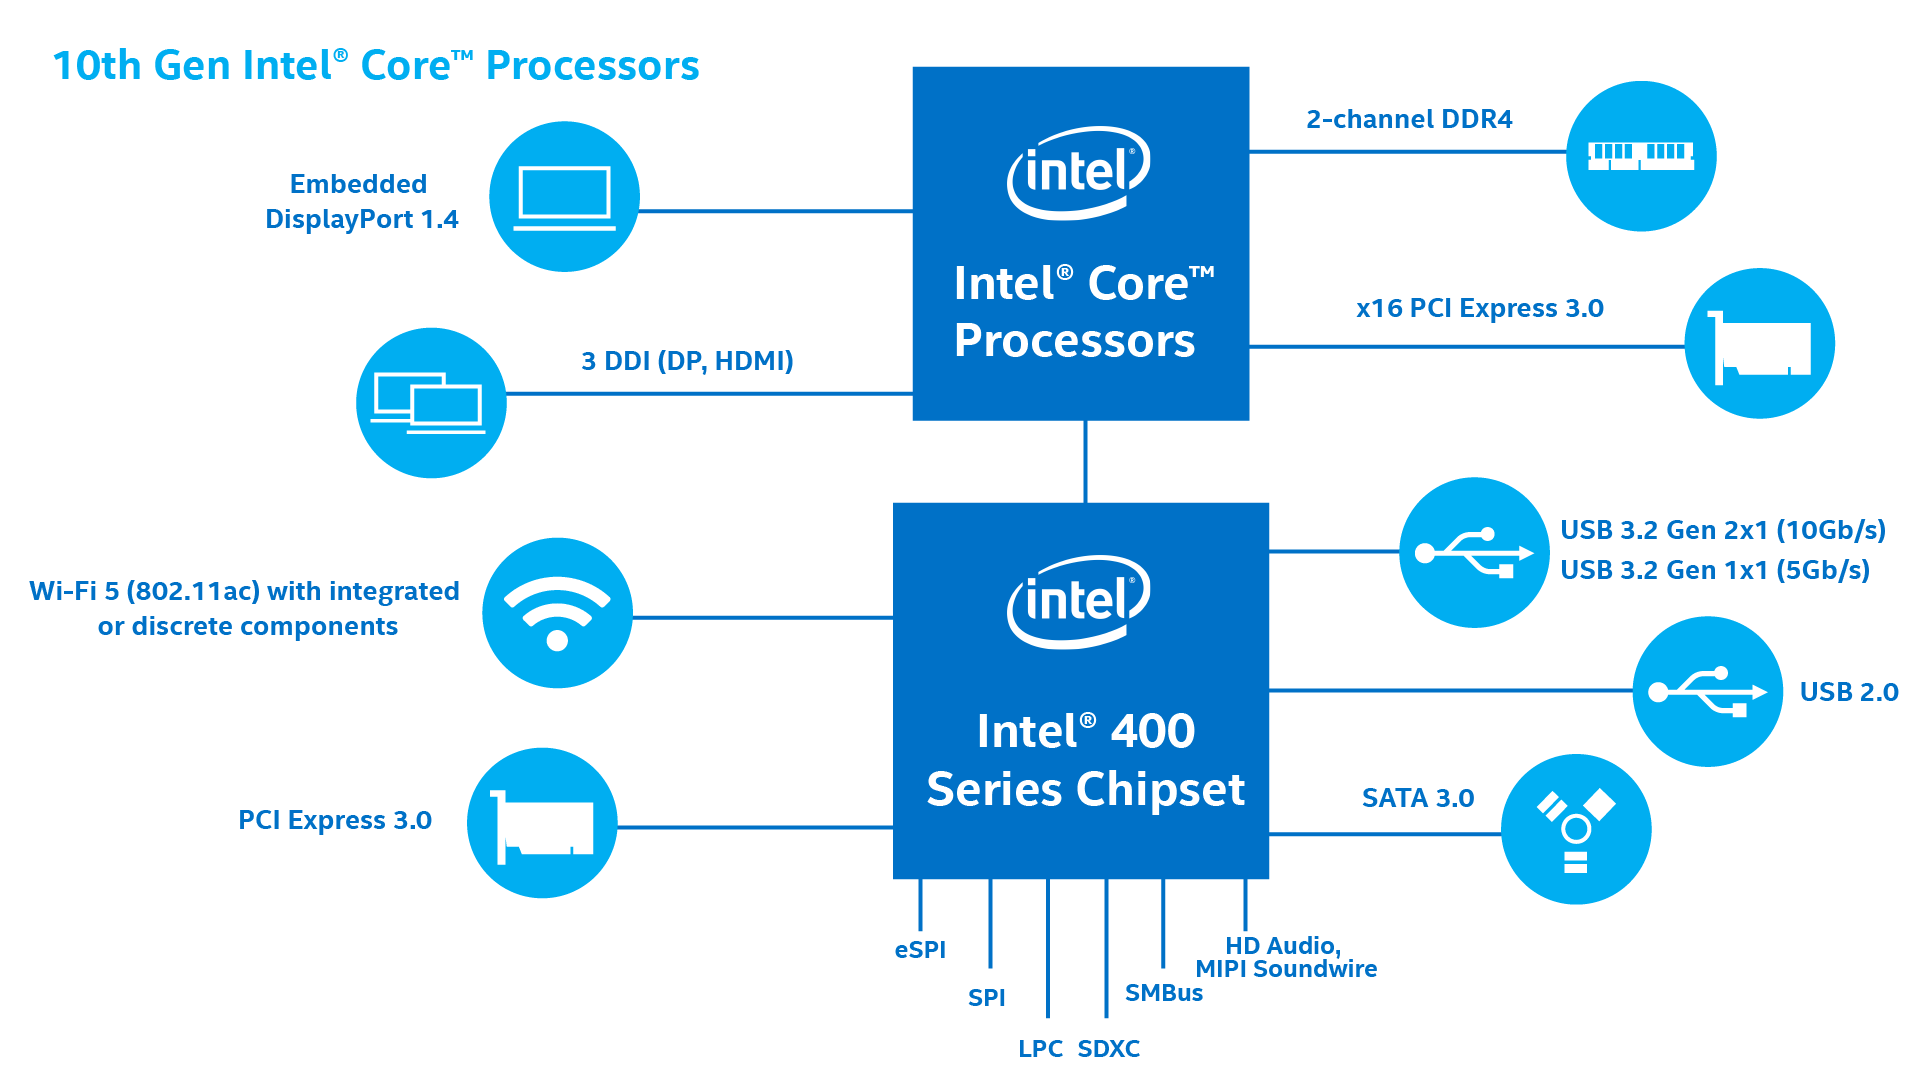 10th Gen Intel® Core™ Processors
Embedded
DisplayPort 1.4
3 DDI (DP, HDMI)
intel®
Intel® Core™
Processors
2-channel DDR4
x16 PCI Express 3.0
Wi-Fi 5 (802.11ac) with integrated
or discrete components
PCI Express 3.0
intel®
Intel® 400
Series Chipset
USB 3.2 Gen 2x1 (10Gb/s)
USB 3.2 Gen 1x1 (5Gb/s)
USB 2.0
SATA 3.0
eSPI
SPI
LPC
SDXC
SMBus
HD Audio,
MIPI Soundwire